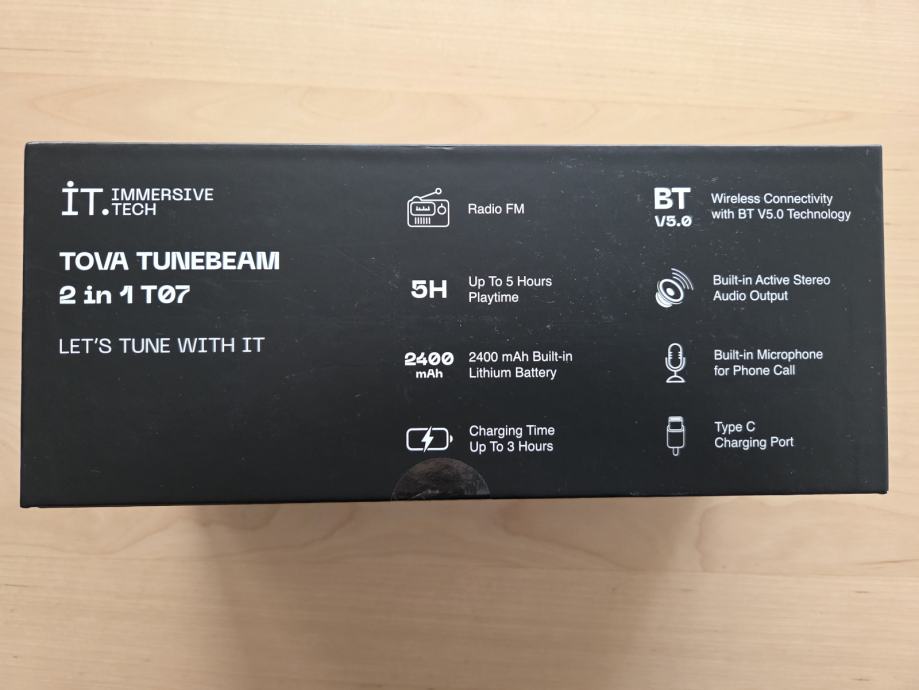 iT. IMMERSIVE
TECH
TOVA TUNEBEAM
2 in 1 T07
LET'S TUNE WITH IT
Radio FM
5H
Up To 5 Hours
Playtime
2400
mAh
2400 mAh Built-in
Lithium Battery
Charging Time
Up To 3 Hours
BT
V5.0
Wireless Connectivity
with BT V5.0 Technology
Built-in Active Stereo
Audio Output
Built-in Microphone
for Phone Call
Type C
Charging Port